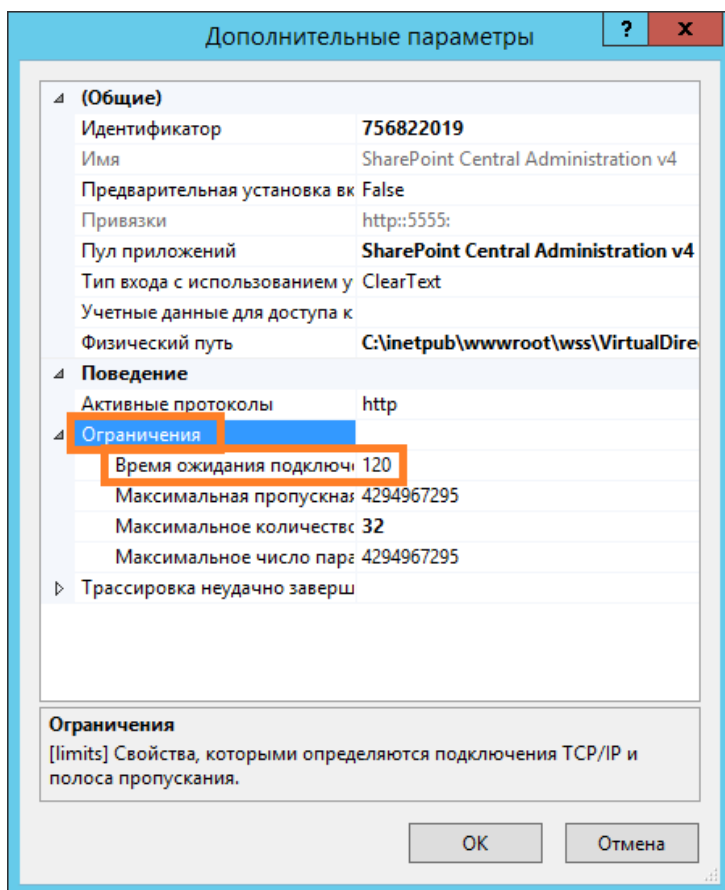 Дополнительные параметры
? x
(Общие)
Идентификатор 756822019
Имя SharePoint Central Administration v4
Предварительная установка вк False
Привязки http::5555:
Пул приложений SharePoint Central Administration v4
Тип входа с использованием у ClearText
Учетные данные для доступа к
Физический путь C:\inetpub\wwwroot\wss\VirtualDire
Поведение
Активные протоколы http
Ограничения
Время ожидания подключ 120
Максимальная пропускная 4294967295
Максимальное количество 32
Максимальное число пара 4294967295
Трассировка неудачно заверш
Ограничения
[limits] Свойства, которыми определяются подключения TCP/IP и
полоса пропускания.
ОК Отмена